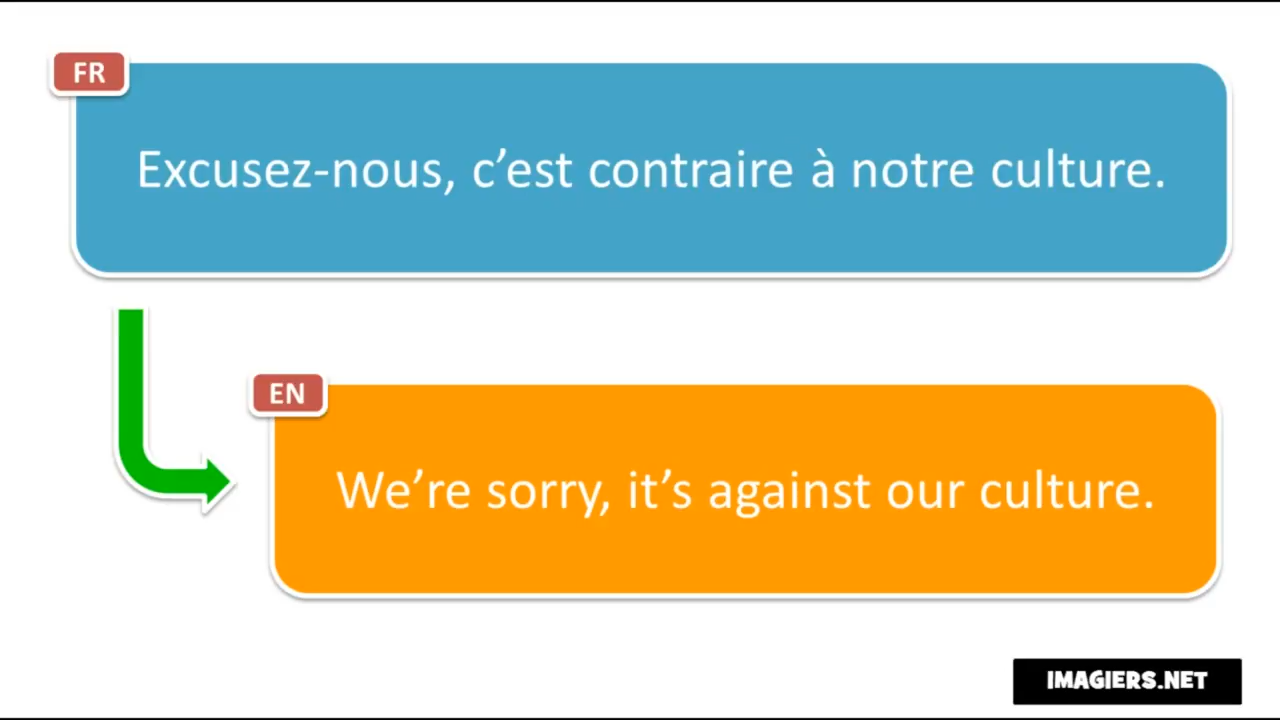 FR
Excusez-nous, c’est contraire à notre culture.
EN
We’re sorry, it’s against our culture.
IMAGIERS.NET